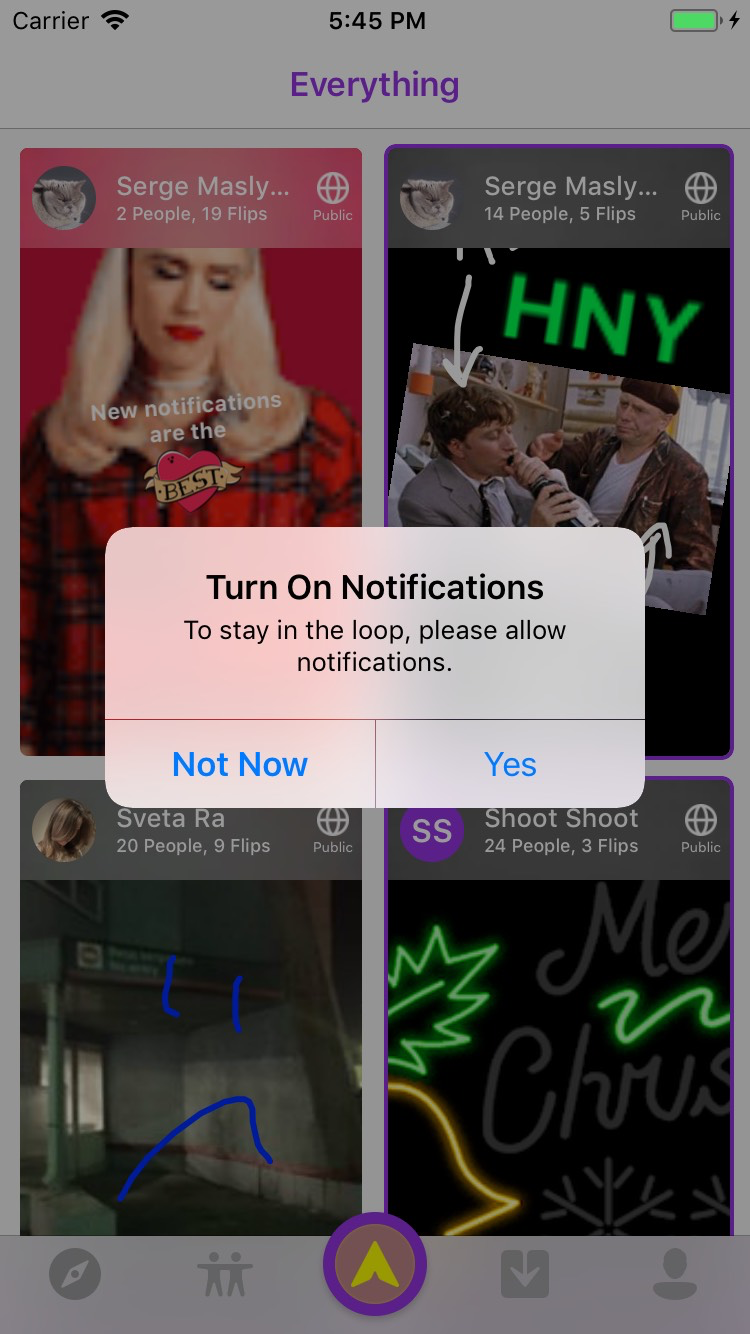 Carrier 5:45 PM
Everything
Serge Masly...
2 People, 19 Flips
Public
Serge Masly...
14 People, 5 Flips
Public
HNY
New notifications
are the
BEST
Turn On Notifications
To stay in the loop, please allow
notifications.
Not Now
Yes
Sveta Ra
20 People, 9 Flips
Public
SS
Shoot Shoot
24 People, 3 Flips
Public
Me
Chris